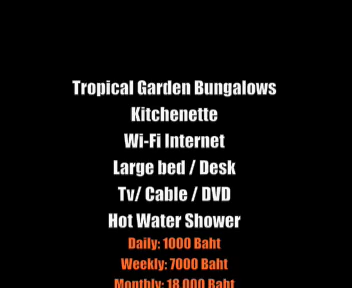 Tropical Garden Bungalows
Kitchenette
Wi-Fi Internet
Large bed / Desk
Tv/ Cable / DVD
Hot Water Shower
Daily: 1000 Baht
Weekly: 7000 Baht
Monthly: 18,000 Baht